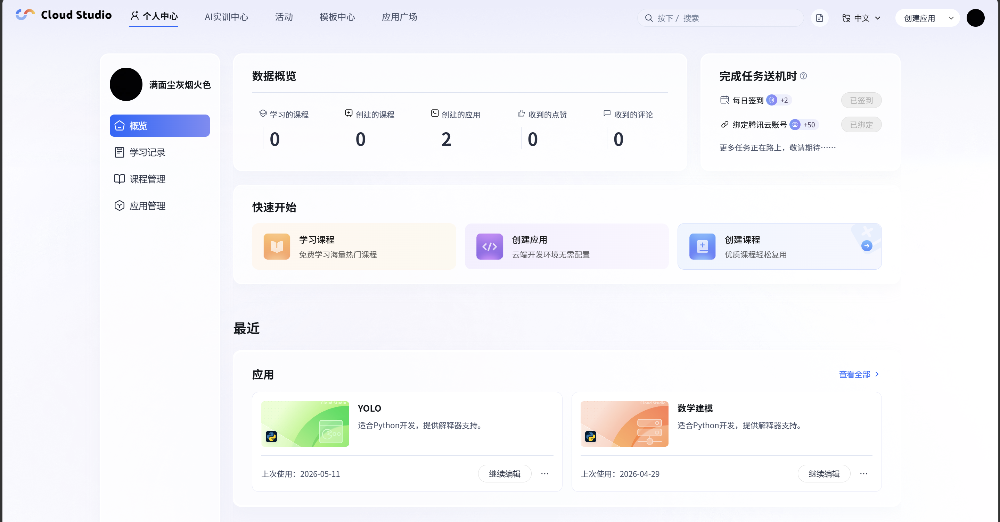 Cloud Studio
个人中心
AI实训中心
活动
模板中心
应用广场
按下 / 搜索
中文
创建应用
满面尘灰烟火色
概览
学习记录
课程管理
应用管理
数据概览
学习的课程
0
创建的课程
0
创建的应用
2
收到的点赞
0
收到的评论
0
完成任务送机时
每日签到 +2 已签到
绑定腾讯云账号 +50 已绑定
更多任务正在路上，敬请期待……
快速开始
学习课程
免费学习海量热门课程
创建应用
云端开发环境无需配置
创建课程
优质课程轻松复用
最近
应用
查看全部
Cloud Studio
YOLO
适合Python开发，提供解释器支持。
上次使用：2026-05-11
继续编辑
Cloud Studio
数学建模
适合Python开发，提供解释器支持。
上次使用：2026-04-29
继续编辑